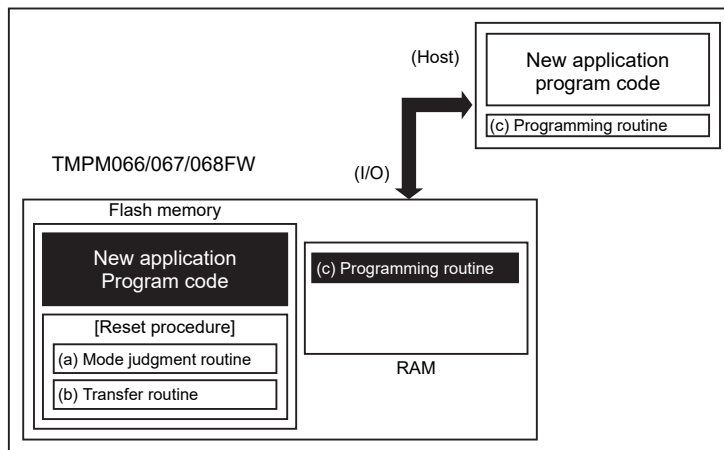 (Host)
New application
program code
(c) Programming routine
TMPM066/067/068FW
(I/O)
Flash memory
New application
Program code
[Reset procedure]
(a) Mode judgment routine
(b) Transfer routine
(c) Programming routine
RAM